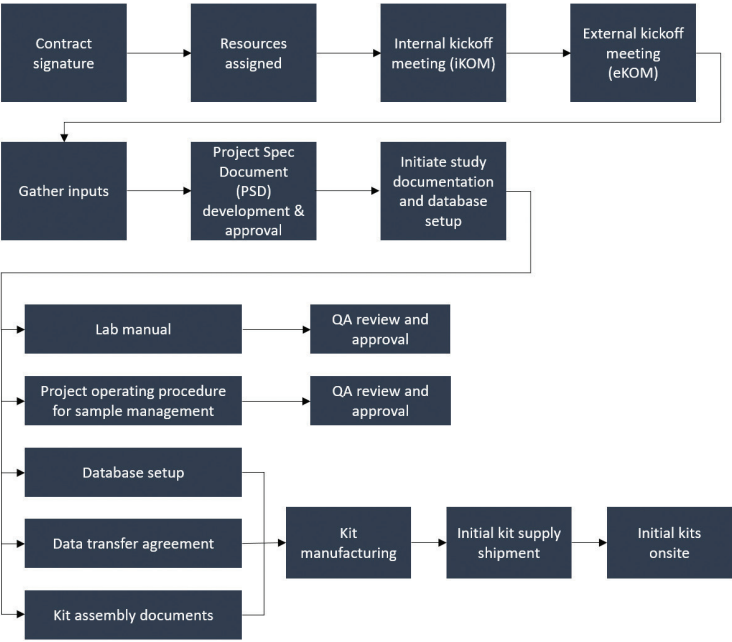 Contract
signature
Resources
assigned
Internal kickoff
meeting (iKOM)
External kickoff
meeting
(eKOM)
Gather inputs
Project Spec
Document
(PSD)
development &
approval
Initiate study
documentation
and database
setup
Lab manual
QA review and
approval
Project operating procedure
for sample management
QA review and
approval
Database setup
Data transfer agreement
Kit assembly documents
Kit
manufacturing
Initial kit supply
shipment
Initial kits
onsite